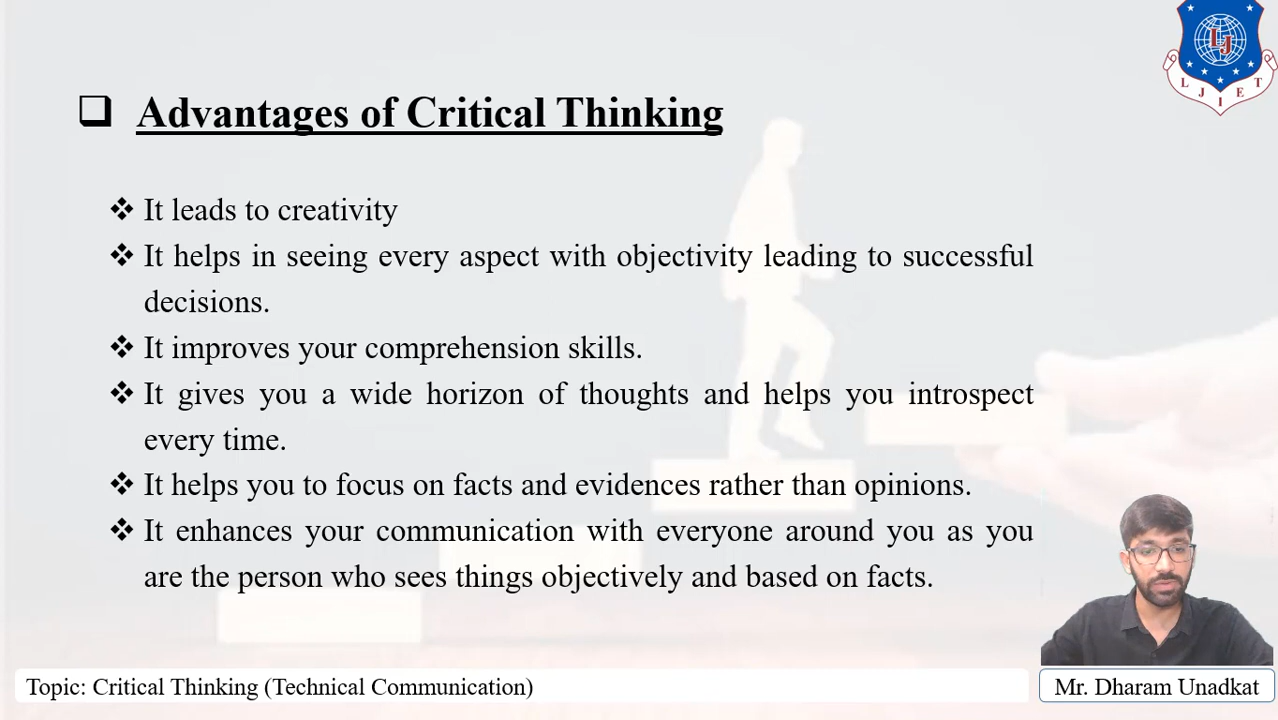 L J I E T
LJ
Advantages of Critical Thinking
It leads to creativity
It helps in seeing every aspect with objectivity leading to successful
decisions.
It improves your comprehension skills.
It gives you a wide horizon of thoughts and helps you introspect
every time.
It helps you to focus on facts and evidences rather than opinions.
It enhances your communication with everyone around you as you
are the person who sees things objectively and based on facts.
Topic: Critical Thinking (Technical Communication)
Mr. Dharam Unadkat